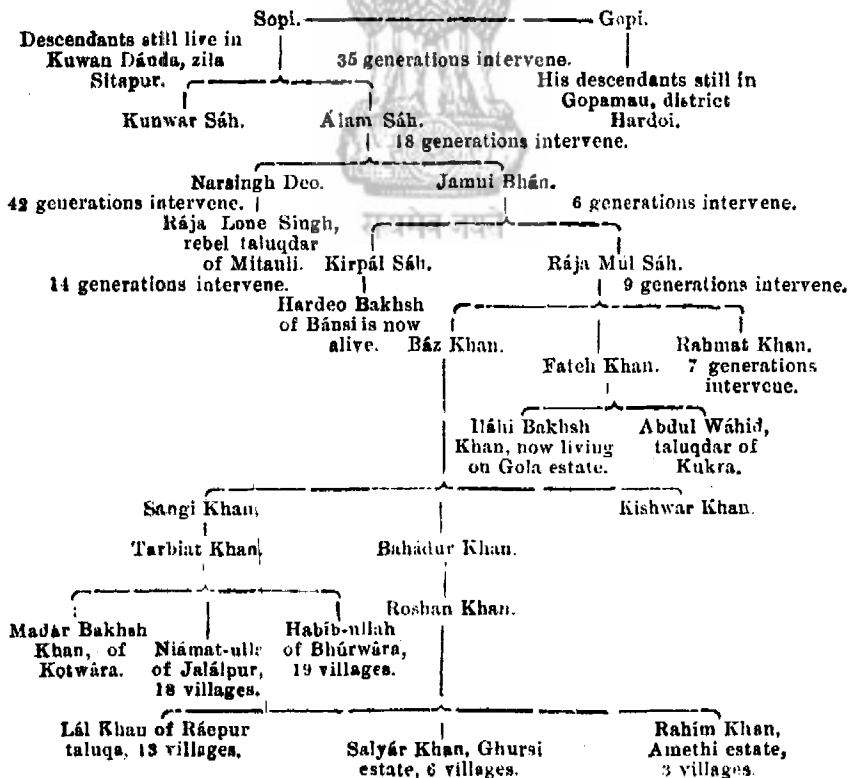 Sopi. Gopi.
Descendants still live in Kuwan Dánda, zila Sitapur.
35 generations intervene.
His descendants still in Gopamau, district Hardoi.
Kunwar Sáh. Álam Sáh.
18 generations intervene.
Narsingh Deo. Jamui Bhán.
42 generations intervene. 6 generations intervene.
Rája Lone Singh, rebel taluqdar of Mitauli.
Kirpál Sáh. Rája Múl Sáh.
14 generations intervene. 9 generations intervene.
Hardeo Bakhsh of Bánsi is now alive.
Báz Khan. Fateh Khan. Rahmat Khan.
7 generations intervene.
Iláhi Bakhsh Khan, now living on Gola estate.
Abdul Wáhid, taluqdar of Kukra.
Sangi Khan, Kishwar Khan.
Tarbiat Khan, Bahádur Khan.
Roshan Khan.
Madár Bakhsh Khan, of Kotwára.
Niámat-ulla of Jalálpur, 18 villages.
Habíb-ullah of Bhúrwára, 19 villages.
Lál Khan of Ráepur taluqa, 13 villages.
Salyár Khan, Ghursi estate, 6 villages.
Rahím Khan, Amethi estate, 3 villages.